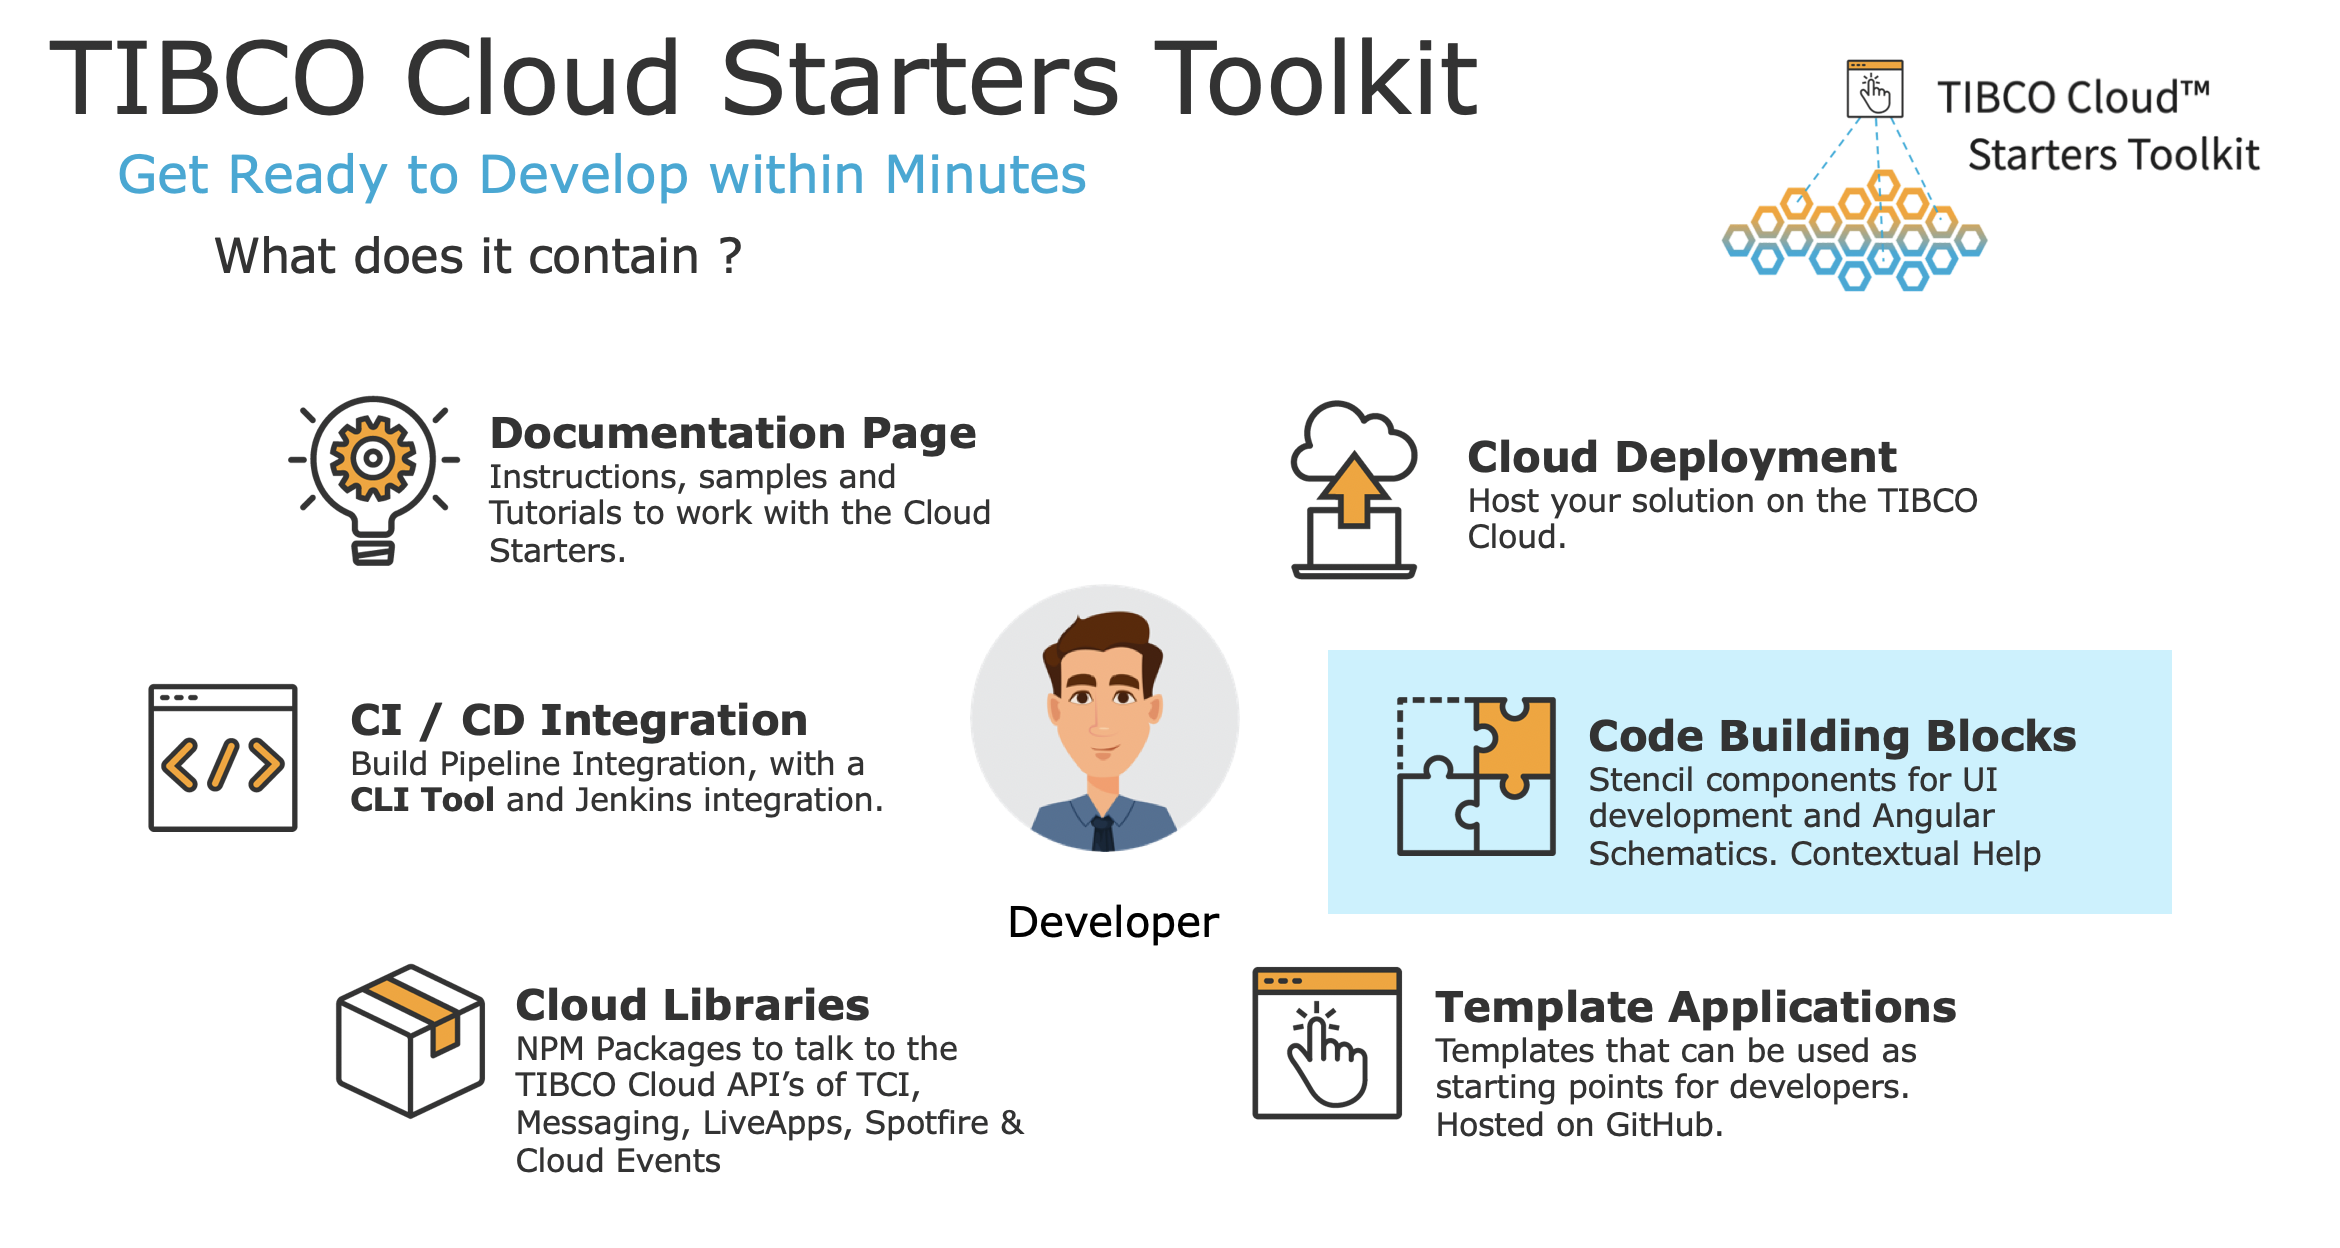 TIBCO Cloud Starters Toolkit
Get Ready to Develop within Minutes
What does it contain ?
TIBCO Cloud™
Starters Toolkit
Documentation Page
Instructions, samples and
Tutorials to work with the Cloud
Starters.
Cloud Deployment
Host your solution on the TIBCO
Cloud.
CI / CD Integration
Build Pipeline Integration, with a
CLI Tool and Jenkins integration.
Developer
Code Building Blocks
Stencil components for UI
development and Angular
Schematics. Contextual Help
Cloud Libraries
NPM Packages to talk to the
TIBCO Cloud API’s of TCI,
Messaging, LiveApps, Spotfire &
Cloud Events
Template Applications
Templates that can be used as
starting points for developers.
Hosted on GitHub.